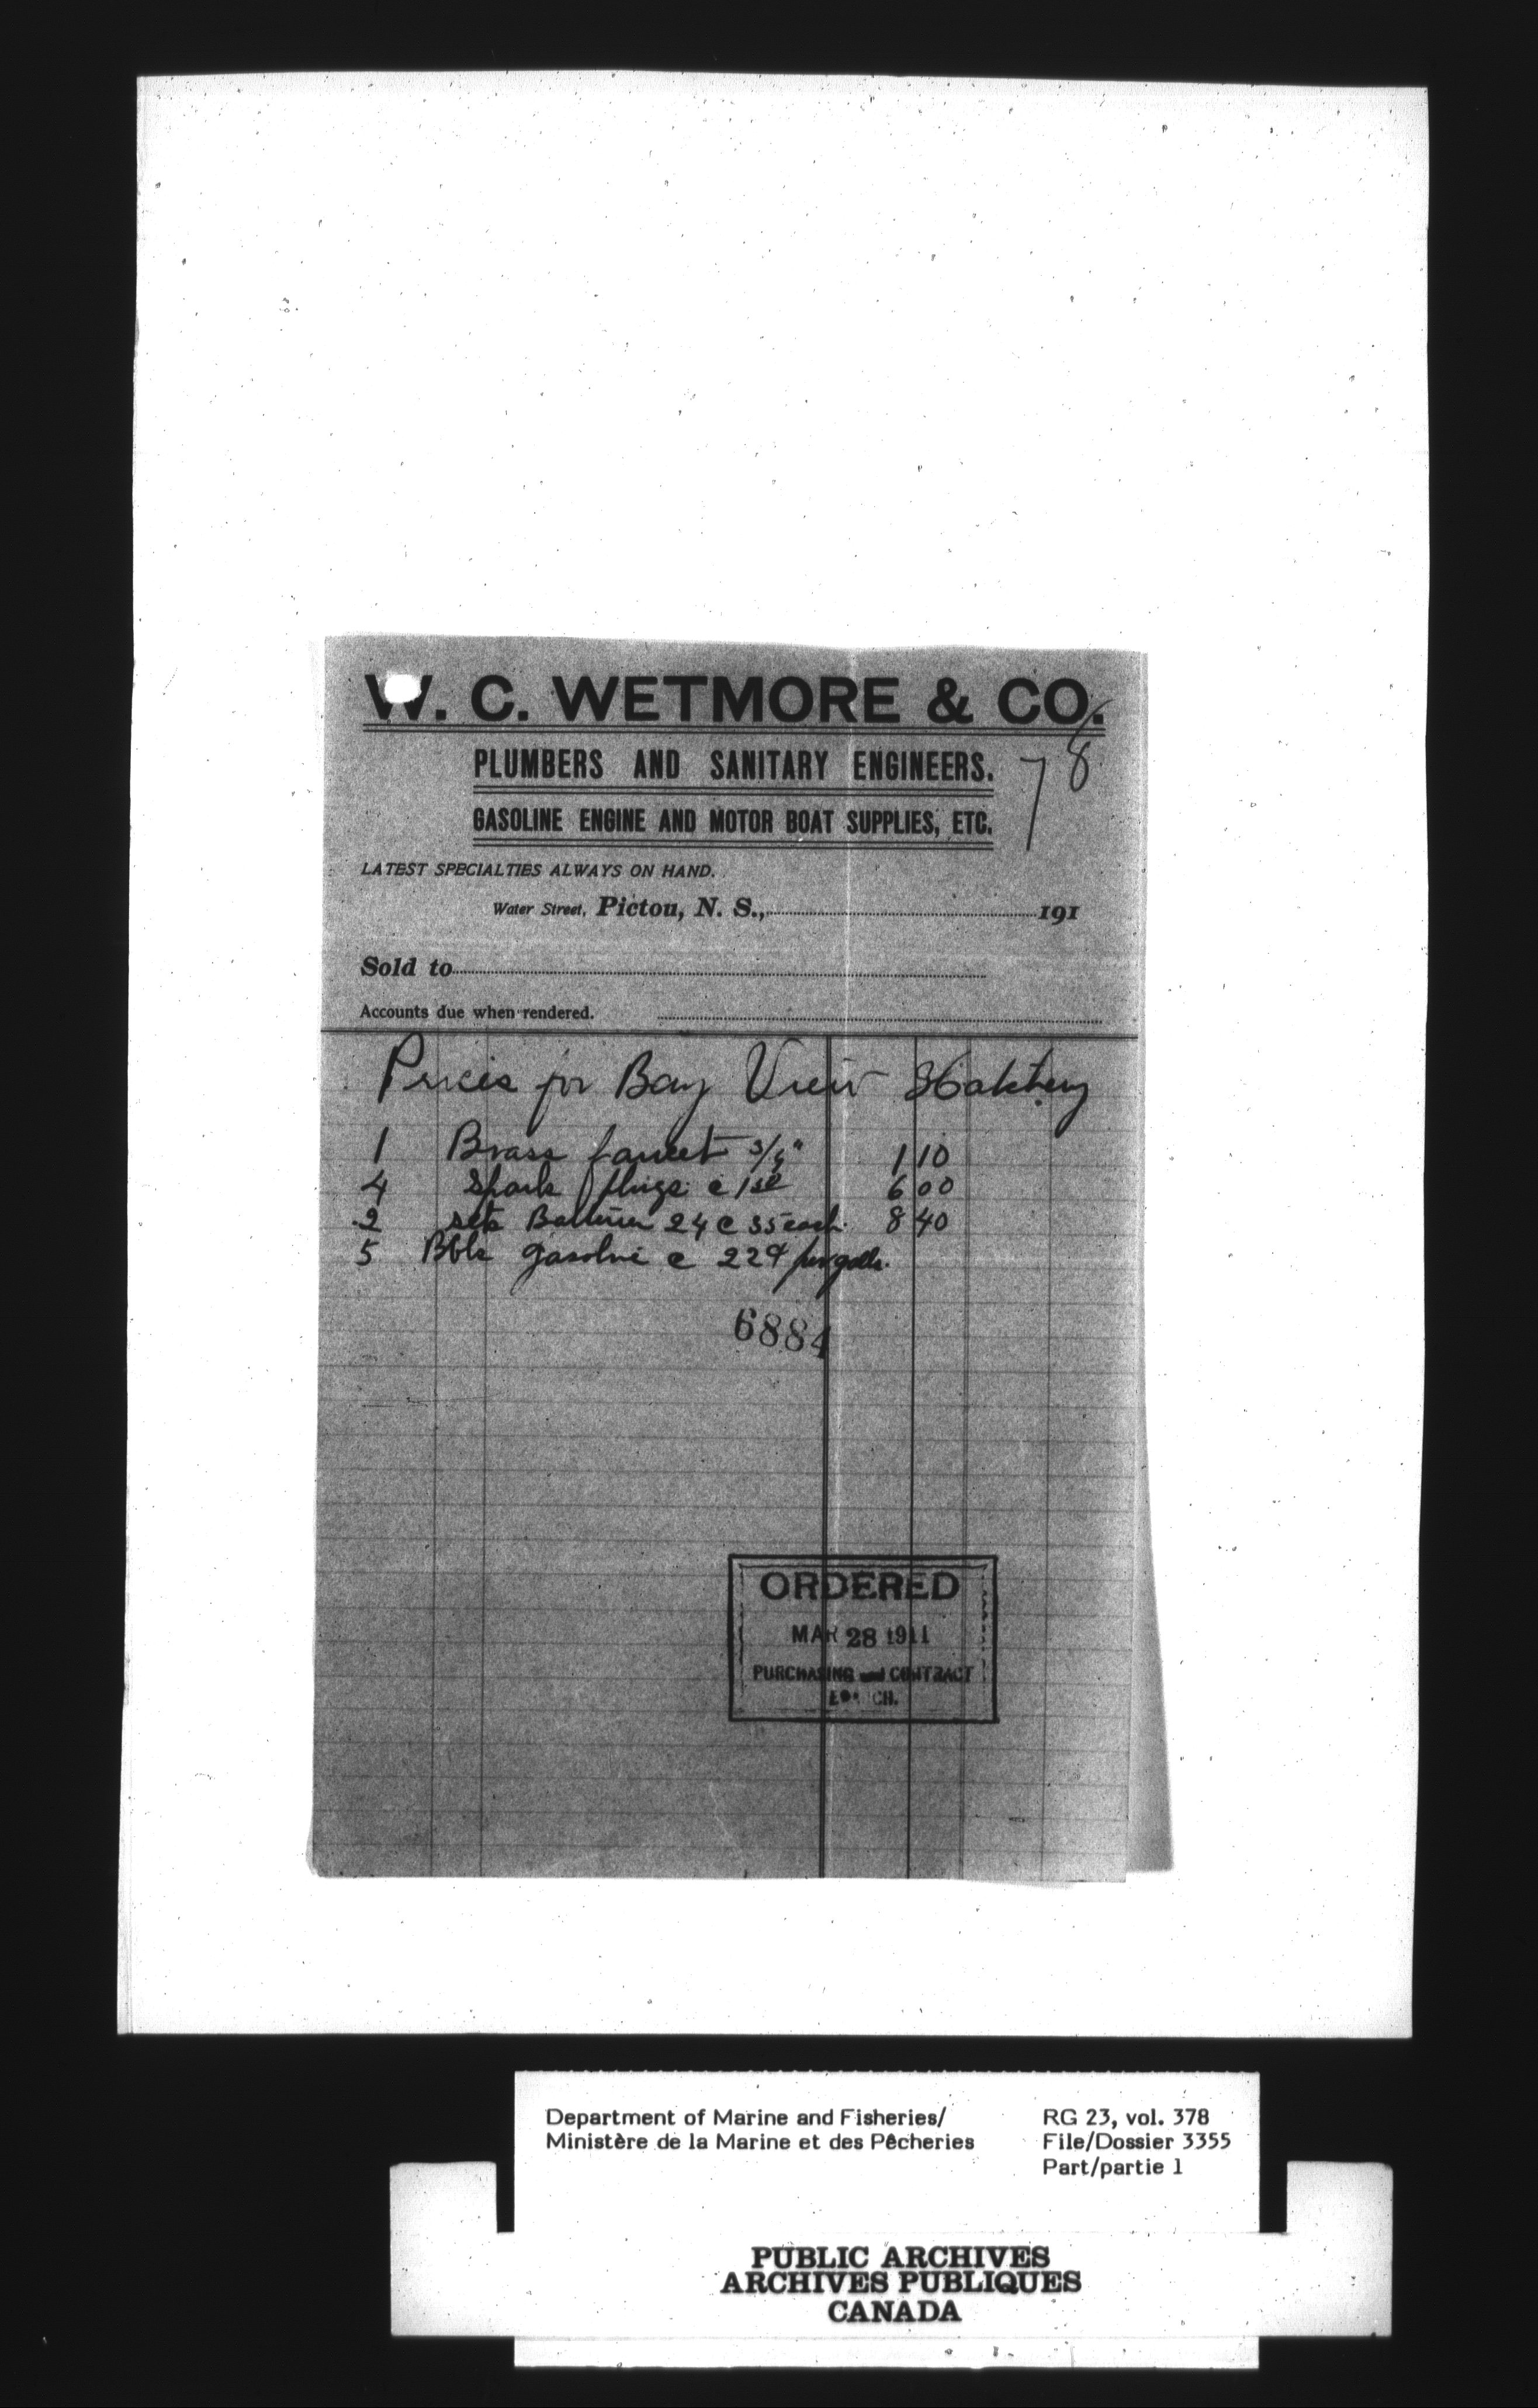 W. C. WETMORE & CO.
78
PLUMBERS AND SANITARY ENGINEERS.
GASOLINE ENGINE AND MOTOR BOAT SUPPLIES, ETC.
LATEST SPECIALTIES ALWAYS ON HAND.
Water Street, Pictou, N. S., 191
Sold to
Accounts due when rendered.
Prices for Bay View Hatchery
1 Brass faucet 3/4" 1 10
4 Spark plugs @ 6 00
2 sets Batteries 24 @ 35 each 8 40
5 Bbls gasoline @ 22¢ per galls.
6884
ORDERED
MAR 28 1911
PURCHASING and CONTRACT
Department of Marine and Fisheries/ RG 23, vol. 378
Ministère de la Marine et des Pêcheries File/Dossier 3355
Part/partie 1
PUBLIC ARCHIVES
ARCHIVES PUBLIQUES
CANADA